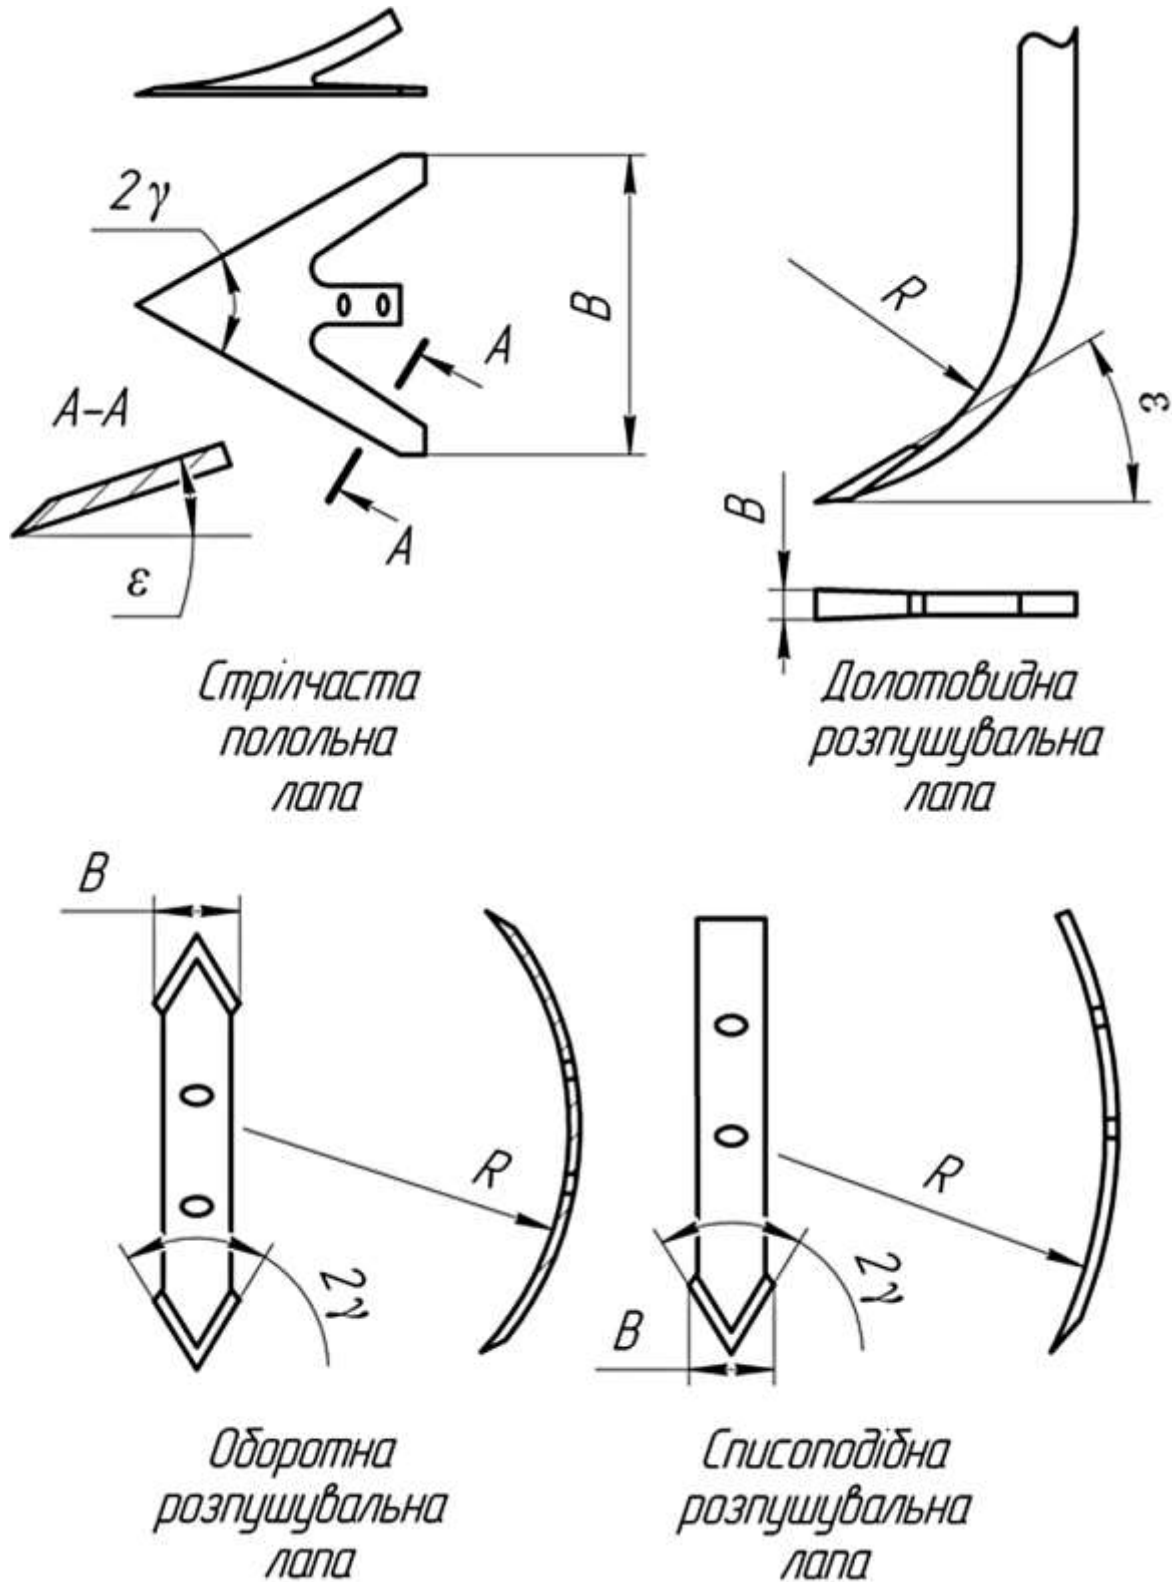 2γ
B
A
A-A
A
ε
R
ε
B
Стрілчаста
полольна
лапа
Долотовидна
розпушувальна
лапа
B
R
2γ
R
2γ
B
Оборотна
розпушувальна
лапа
Списоподібна
розпушувальна
лапа